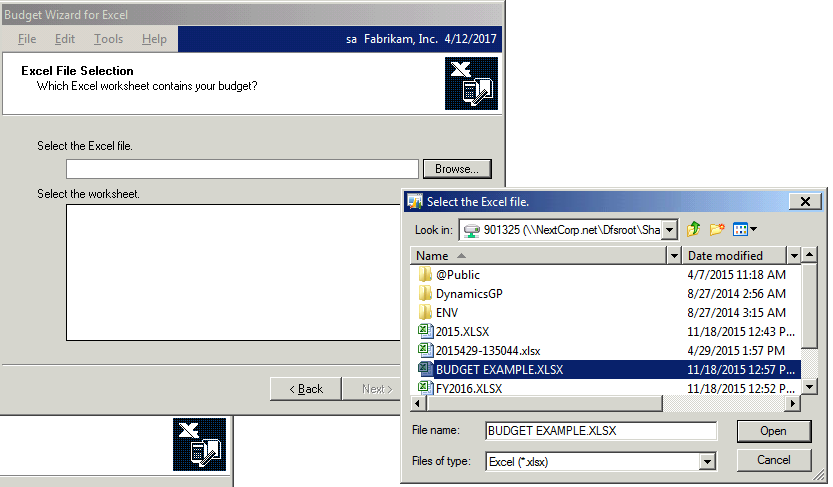 Budget Wizard for Excel
File Edit Tools Help sa Fabrikam, Inc. 4/12/2017
Excel File Selection
Which Excel worksheet contains your budget?
Select the Excel file.
Browse...
Select the worksheet.
< Back Next >
Select the Excel file.
Look in: 901325 (\\NextCorp.net\Dfsroot\Sha
Name Date modified
@Public 4/7/2015 11:18 AM
DynamicsGP 8/27/2014 2:56 AM
ENV 8/27/2014 3:15 AM
2015.XLSX 11/18/2015 12:43 P...
2015429-135044.xlsx 4/29/2015 1:57 PM
BUDGET EXAMPLE.XLSX 11/18/2015 12:57 P...
FY2016.XLSX 11/18/2015 12:52 P...
File name: BUDGET EXAMPLE.XLSX Open
Files of type: Excel (*.xlsx) Cancel